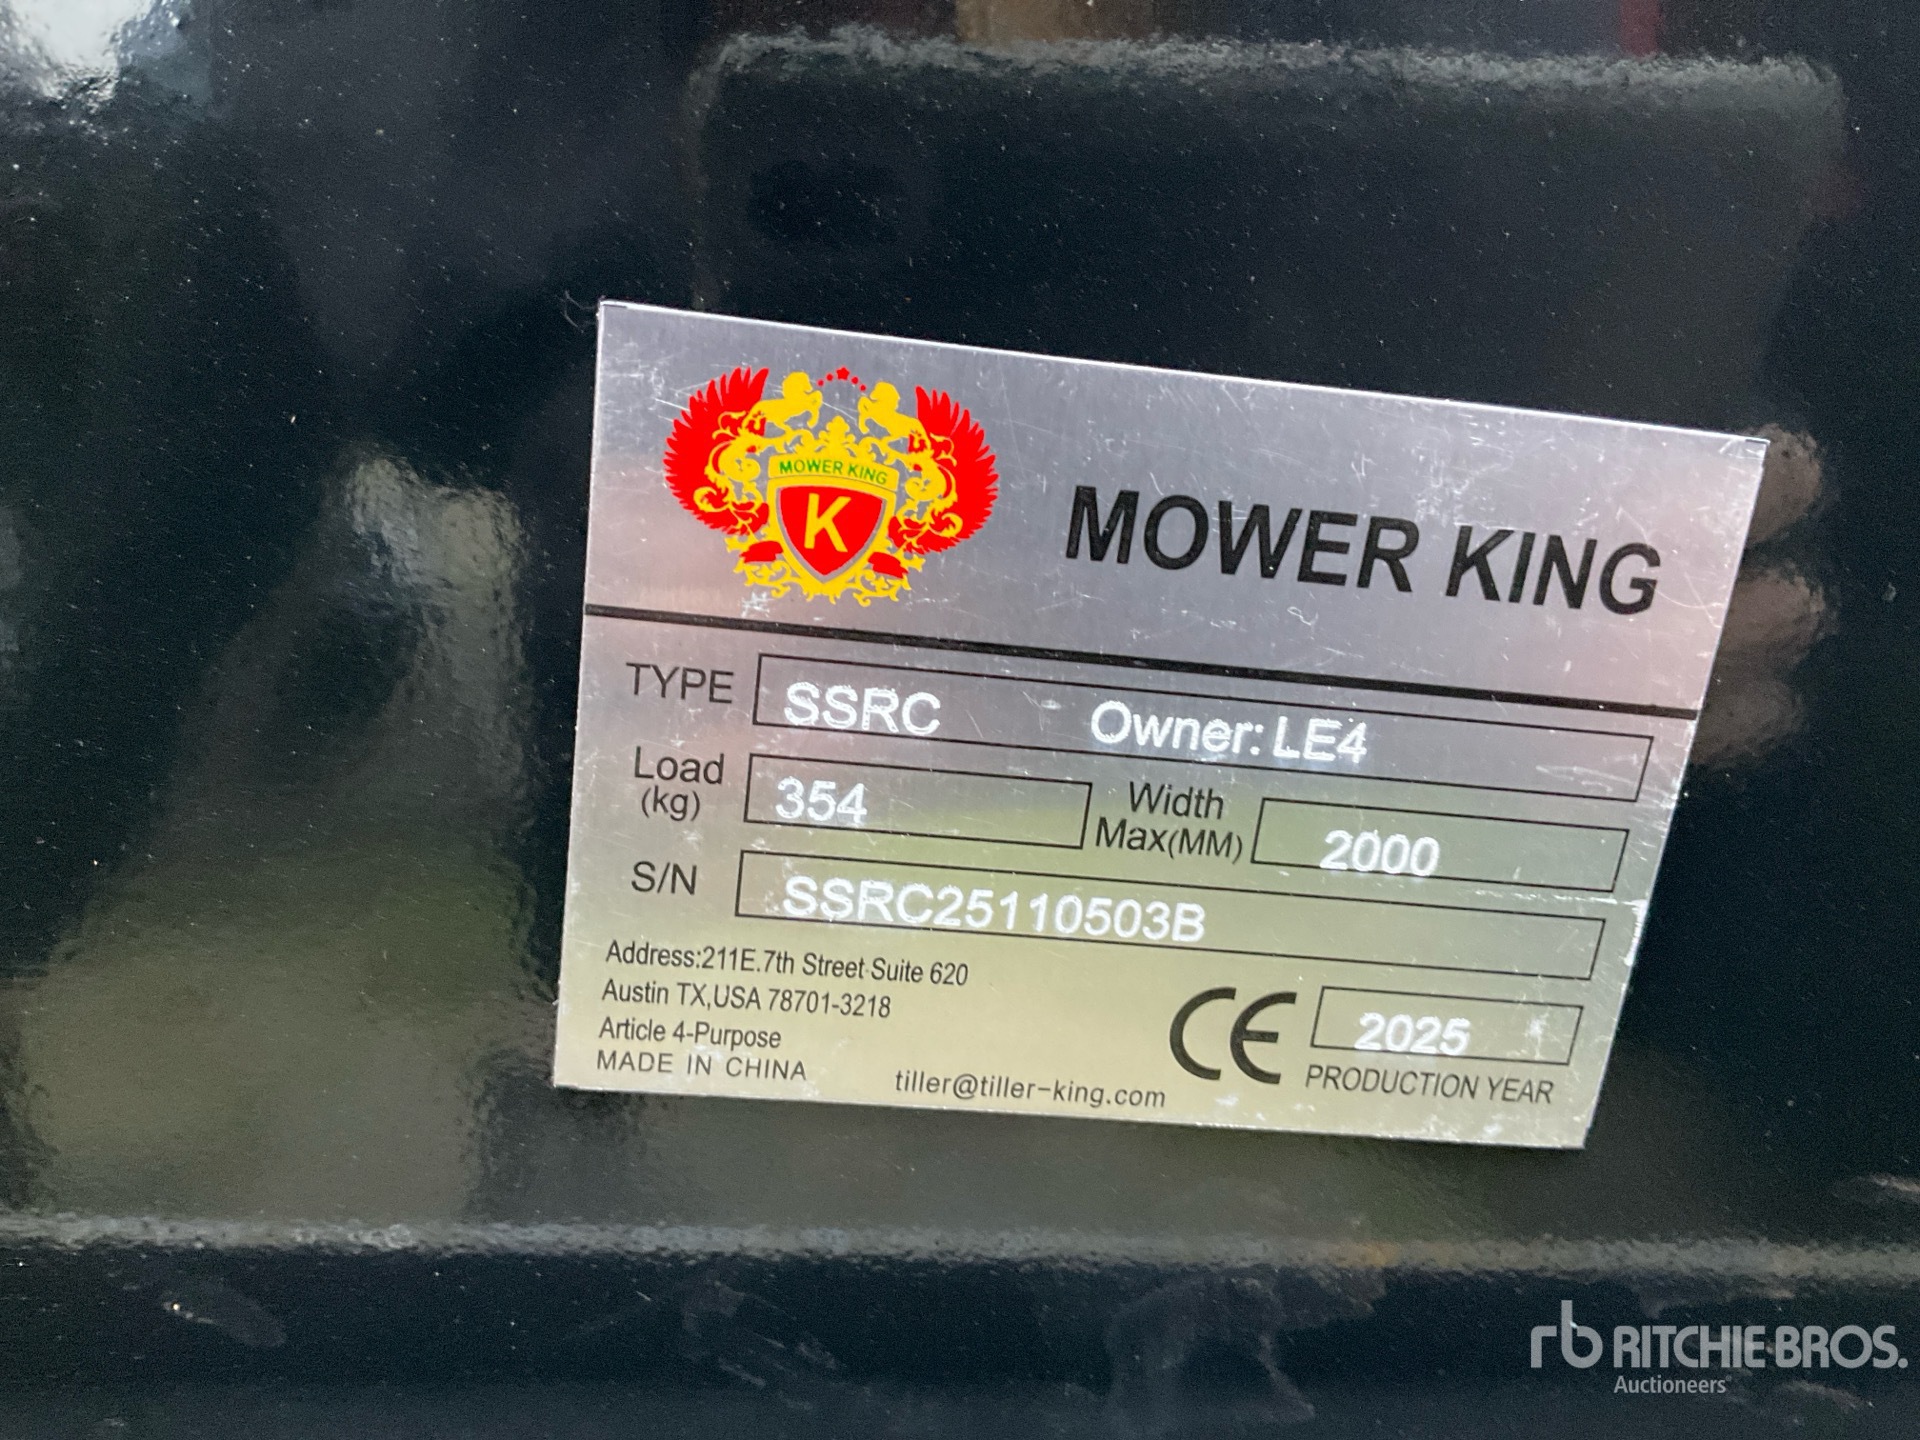 MOWER KING
K
MOWER KING
TYPE SSRC Owner: LE4
Load (kg) 354 Width Max(MM) 2000
S/N SSRC25110503B
Address:211E.7th Street Suite 620
Austin TX,USA 78701-3218
Article 4-Purpose
MADE IN CHINA
tiller@tiller-king.com
CE 2025
PRODUCTION YEAR
rb RITCHIE BROS.
Auctioneers